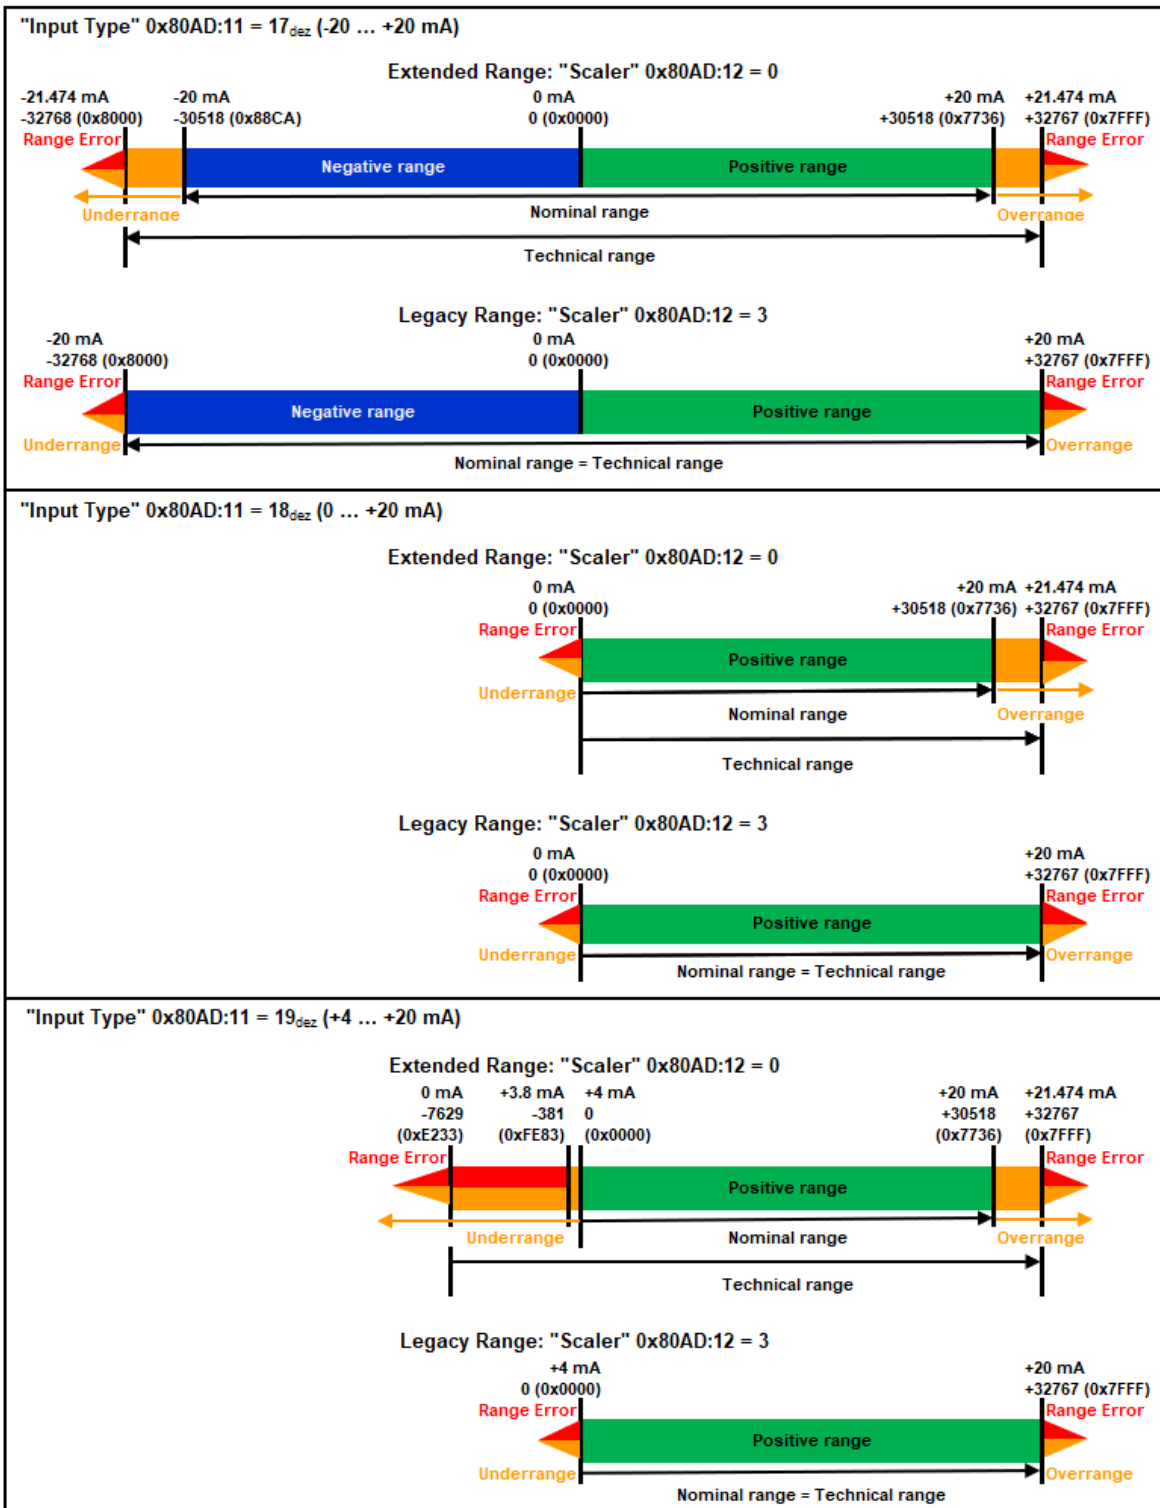 "Input Type" 0x80AD:11 = 17dez (-20 … +20 mA)
Extended Range: "Scaler" 0x80AD:12 = 0
-21.474 mA -20 mA 0 mA +20 mA +21.474 mA
-32768 (0x8000) -30518 (0x88CA) 0 (0x0000) +30518 (0x7736) +32767 (0x7FFF)
Range Error Range Error
Negative range Positive range
Underrange Nominal range Overrange
Technical range
Legacy Range: "Scaler" 0x80AD:12 = 3
-20 mA 0 mA +20 mA
-32768 (0x8000) 0 (0x0000) +32767 (0x7FFF)
Range Error Range Error
Negative range Positive range
Underrange Overrange
Nominal range = Technical range
"Input Type" 0x80AD:11 = 18dez (0 … +20 mA)
Extended Range: "Scaler" 0x80AD:12 = 0
0 mA +20 mA +21.474 mA
0 (0x0000) +30518 (0x7736) +32767 (0x7FFF)
Range Error Range Error
Positive range
Underrange Nominal range Overrange
Technical range
Legacy Range: "Scaler" 0x80AD:12 = 3
0 mA +20 mA
0 (0x0000) +32767 (0x7FFF)
Range Error Range Error
Positive range
Underrange Overrange
Nominal range = Technical range
"Input Type" 0x80AD:11 = 19dez (+4 … +20 mA)
Extended Range: "Scaler" 0x80AD:12 = 0
0 mA +3.8 mA +4 mA +20 mA +21.474 mA
-7629 -381 0 +30518 +32767
(0xE233) (0xFE83) (0x0000) (0x7736) (0x7FFF)
Range Error Range Error
Positive range
Underrange Nominal range Overrange
Technical range
Legacy Range: "Scaler" 0x80AD:12 = 3
+4 mA +20 mA
0 (0x0000) +32767 (0x7FFF)
Range Error Range Error
Positive range
Underrange Overrange
Nominal range = Technical range